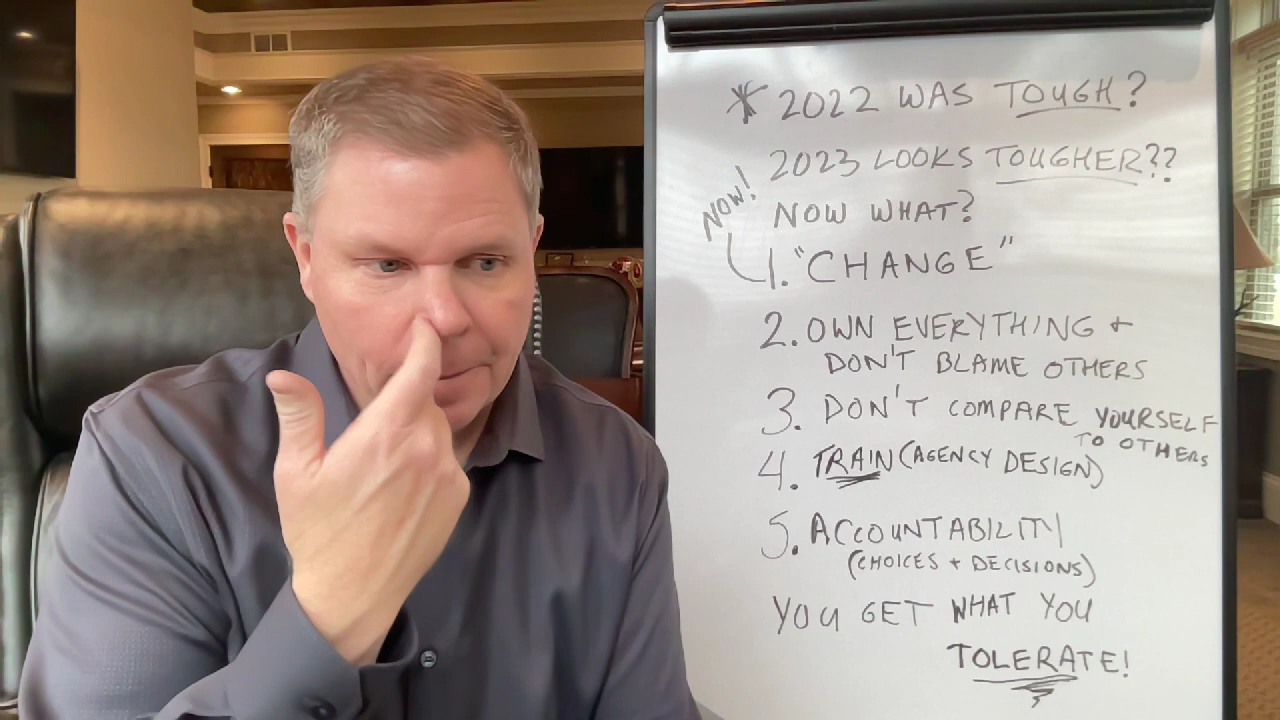 * 2022 WAS TOUGH?
2023 LOOKS TOUGHER??
NOW!
NOW WHAT?
1. "CHANGE"
2. OWN EVERYTHING +
DON'T BLAME OTHERS
3. DON'T COMPARE YOURSELF
TO OTHERS
4. TRAIN (AGENCY DESIGN)
5. ACCOUNTABILITY
(CHOICES + DECISIONS)
YOU GET WHAT YOU
TOLERATE!